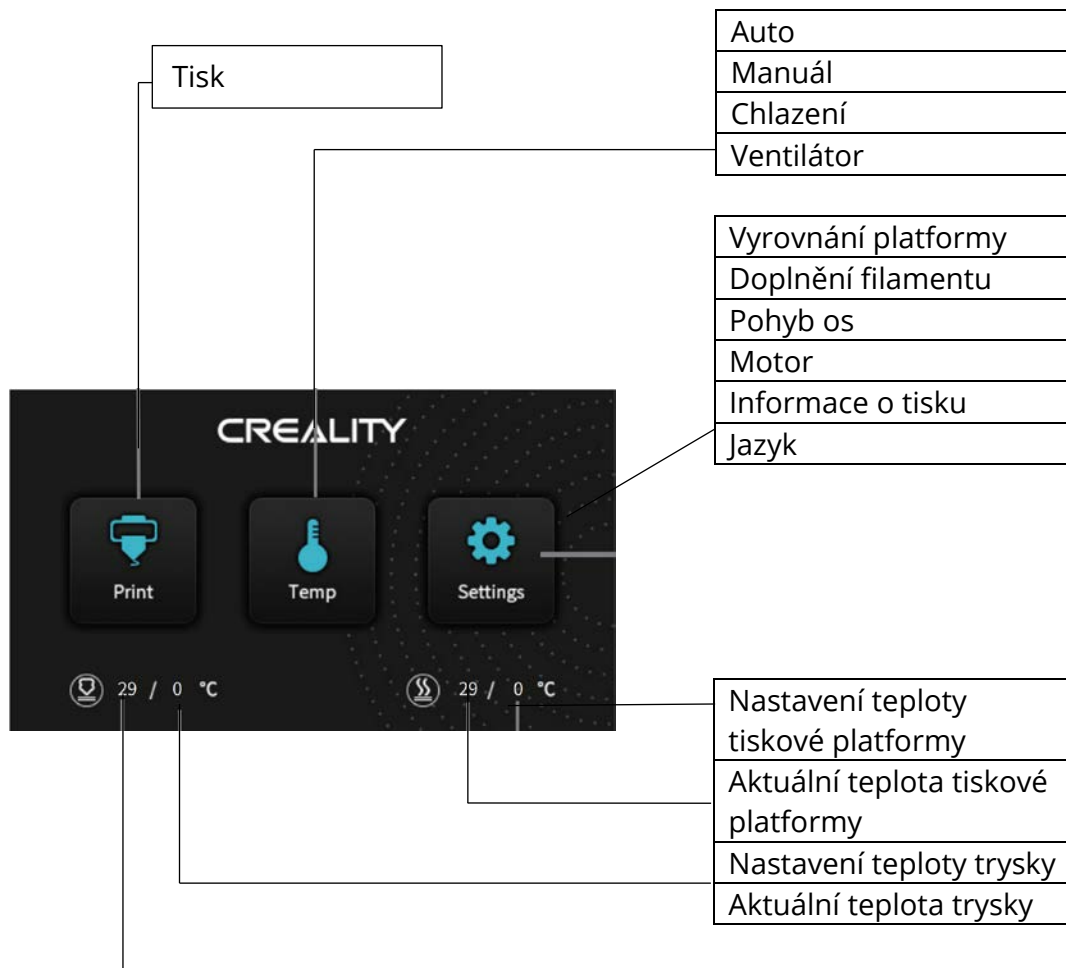 Tisk
Auto
Manuál
Chlazení
Ventilátor
Vyrovnání platformy
Doplnění filamentu
Pohyb os
Motor
Informace o tisku
Jazyk
CREALITY
Print
Temp
Settings
29 / 0 °C
29 / 0 °C
Nastavení teploty
tiskové platformy
Aktuální teplota tiskové
platformy
Nastavení teploty trysky
Aktuální teplota trysky